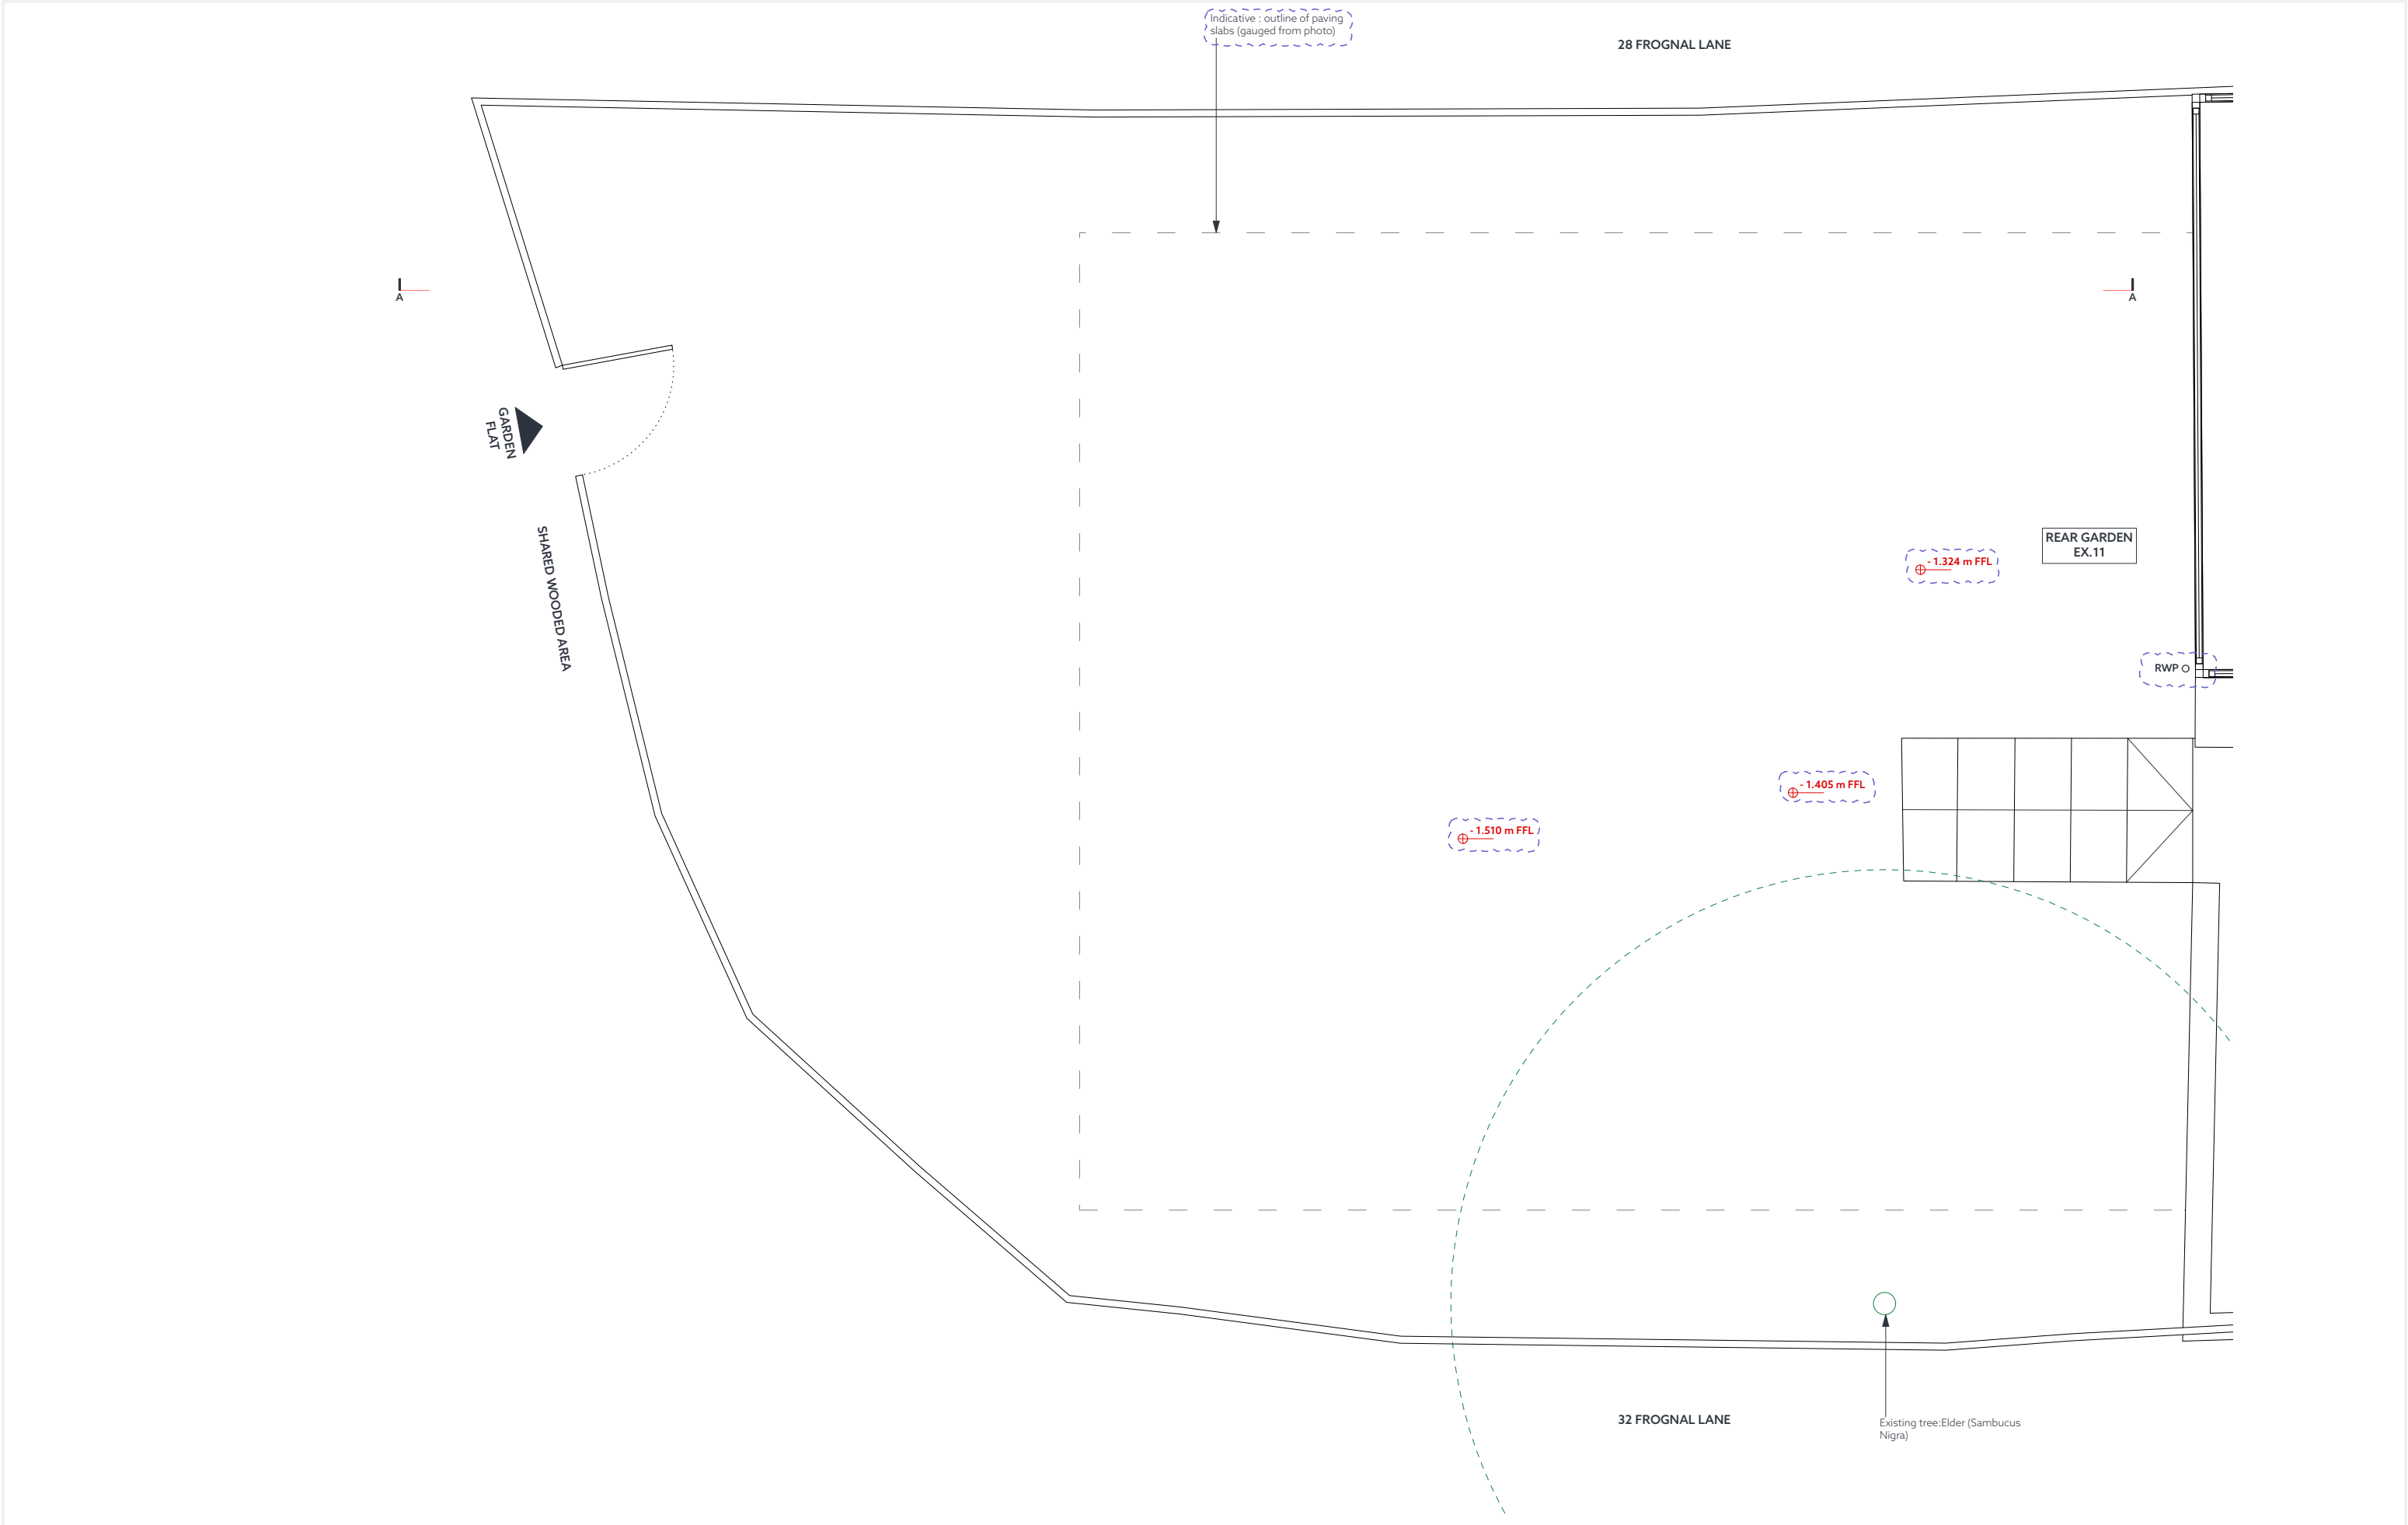 Indicative : outline of paving
slabs (gauged from photo)
28 FROGNAL LANE
A
A
GARDEN
FLAT
SHARED WOODED AREA
REAR GARDEN
EX.11
- 1.324 m FFL
RWP
- 1.405 m FFL
- 1.510 m FFL
32 FROGNAL LANE
Existing tree:Elder (Sambucus
Nigra)